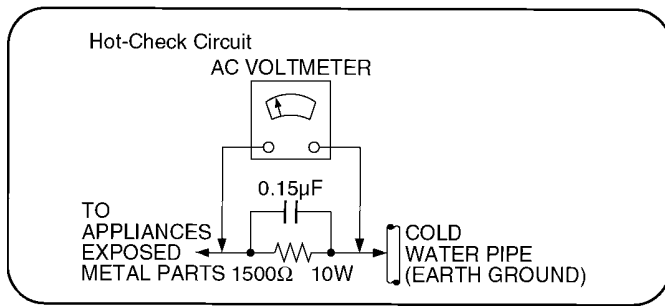 Hot-Check Circuit
AC VOLTMETER
0.15µF
TO
APPLIANCES
EXPOSED
METAL PARTS
1500Ω 10W
COLD
WATER PIPE
(EARTH GROUND)